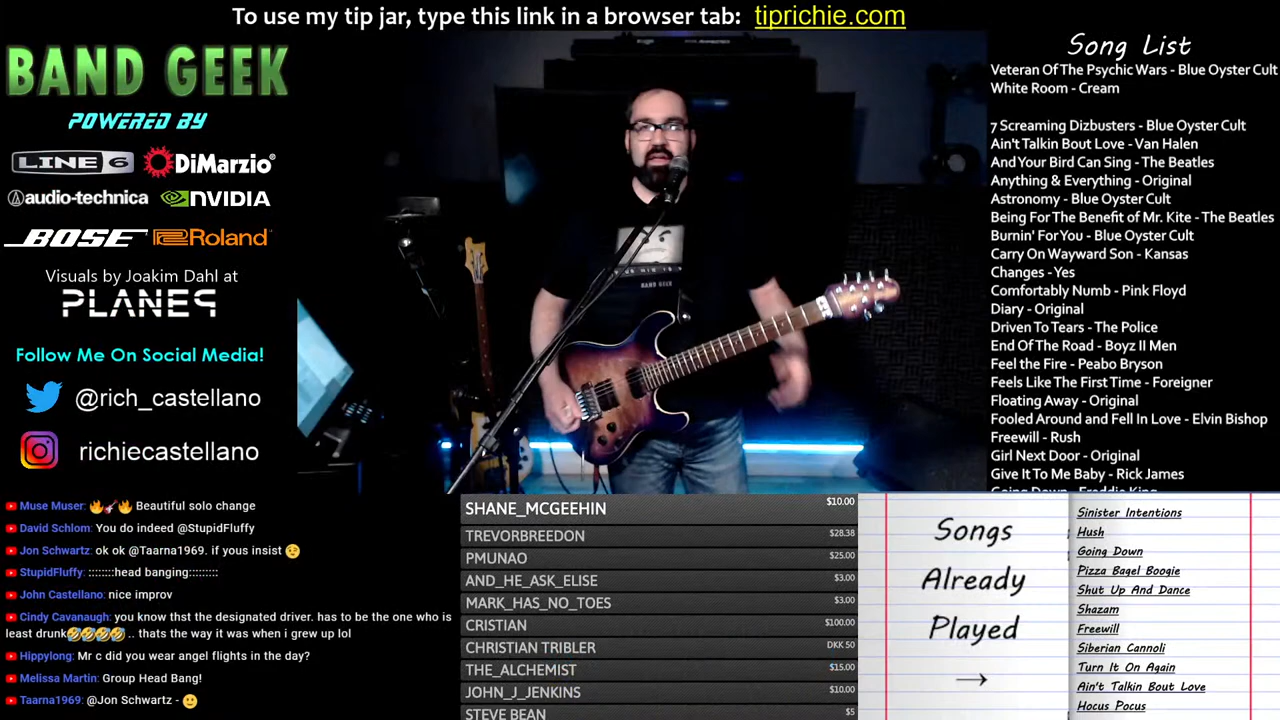 To use my tip jar, type this link in a browser tab: tiprichie.com
BAND GEEK
POWERED BY
LINE 6 DiMarzio
audio-technica NVIDIA
BOSE Roland
Visuals by Joakim Dahl at
PLANE9
Follow Me On Social Media!
@rich_castellano
richiecastellano
Muse Muser: 🔥🎸🔥 Beautiful solo change
David Schlom: You do indeed @StupidFluffy
Jon Schwartz: ok ok @Taarna1969. if yous insist 😉
StupidFluffy: ::::::::head banging:::::::::
John Castellano: nice improv
Cindy Cavanaugh: you know thst the designated driver. has to be the one who is
least drunk🤣🤣🤣🤣 .. thats the way it was when i grew up lol
Hippylong: Mr c did you wear angel flights in the day?
Melissa Martin: Group Head Bang!
Taarna1969: @Jon Schwartz - 🙂
BAND GEEK
SHANE_MCGEEHIN $10.00
TREVORBREEDON $28.38
PMUNAO $25.00
AND_HE_ASK_ELISE $3.00
MARK_HAS_NO_TOES $3.00
CRISTIAN $100.00
CHRISTIAN TRIBLER DKK 50
THE_ALCHEMIST $15.00
JOHN_J_JENKINS $10.00
STEVE BEAN $5
Song List
Veteran Of The Psychic Wars - Blue Oyster Cult
White Room - Cream
7 Screaming Dizbusters - Blue Oyster Cult
Ain't Talkin Bout Love - Van Halen
And Your Bird Can Sing - The Beatles
Anything & Everything - Original
Astronomy - Blue Oyster Cult
Being For The Benefit of Mr. Kite - The Beatles
Burnin' For You - Blue Oyster Cult
Carry On Wayward Son - Kansas
Changes - Yes
Comfortably Numb - Pink Floyd
Diary - Original
Driven To Tears - The Police
End Of The Road - Boyz II Men
Feel the Fire - Peabo Bryson
Feels Like The First Time - Foreigner
Floating Away - Original
Fooled Around and Fell In Love - Elvin Bishop
Freewill - Rush
Girl Next Door - Original
Give It To Me Baby - Rick James
Going Down - Freddie King
Songs
Already
Played
→
Sinister Intentions
Hush
Going Down
Pizza Bagel Boogie
Shut Up And Dance
Shazam
Freewill
Siberian Cannoli
Turn It On Again
Ain't Talkin Bout Love
Hocus Pocus